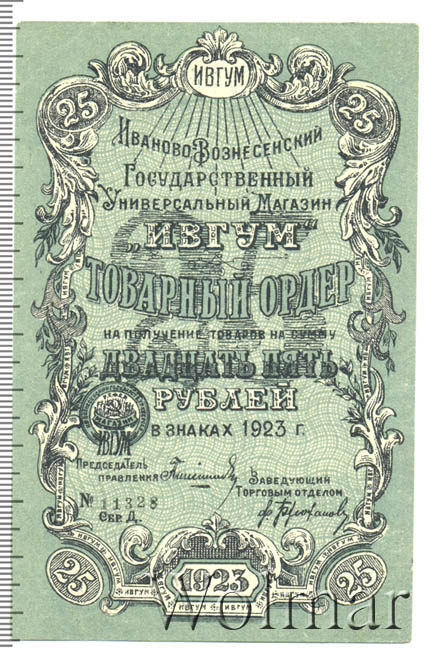 ИВГУМ
25
25
Иваново-Вознесенский
Государственный
Универсальный Магазин
„ИВГУМ“
ТОВАРНЫЙ ОРДЕР
НА ПОЛУЧЕНИЕ ТОВАРОВ НА СУММУ
ДВАДЦАТЬ ПЯТЬ
РУБЛЕЙ
В ЗНАКАХ 1923 г.
ИВГУМ
Председатель
правления
Заведующий
Торговым отделом
№ 11328
Сер. Д.
25
1923
25
ИВГУМ ИВГУМ
Wolmar